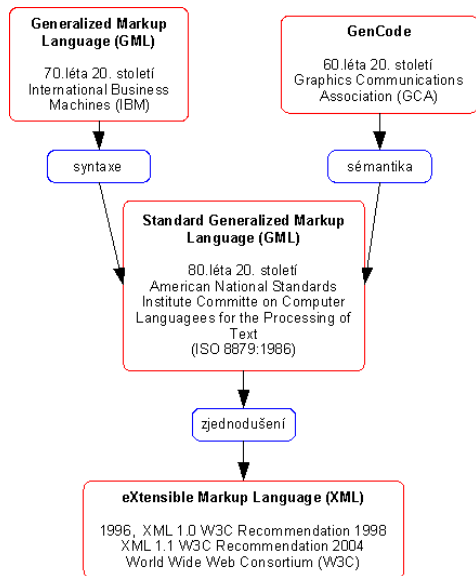 Generalized Markup
Language (GML)
70.léta 20. století
International Business
Machines (IBM)
GenCode
60.léta 20. století
Graphics Communications
Association (GCA)
syntaxe
sémantika
Standard Generalized Markup
Language (GML)
80.léta 20. století
American National Standards
Institute Committe on Computer
Languagees for the Processing of
Text
(ISO 8879:1986)
zjednodušení
eXtensible Markup Language (XML)
1996, XML 1.0 W3C Recommendation 1998
XML 1.1 W3C Recommendation 2004
World Wide Web Consortium (W3C)